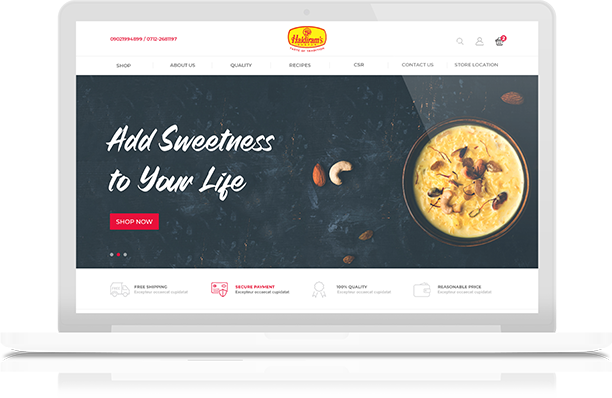 09021994899 / 0712-2681197
Haldiram's
TASTE OF TRADITION
2
SHOP
ABOUT US
QUALITY
RECIPES
CSR
CONTACT US
STORE LOCATION
Add Sweetness
to Your Life
SHOP NOW
FREE SHIPPING
Excepteur occaecat cupidatat
SECURE PAYMENT
Excepteur occaecat cupidatat
100% QUALITY
Excepteur occaecat cupidatat
REASONABLE PRICE
Excepteur occaecat cupidatat